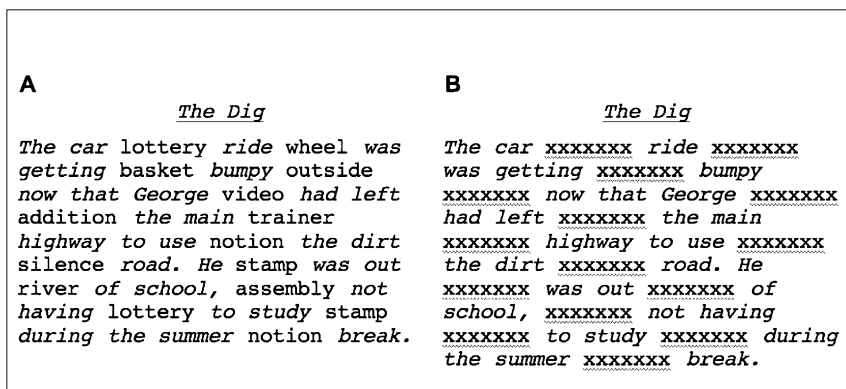 A
The Dig
The car lottery ride wheel was
getting basket bumpy outside
now that George video had left
addition the main trainer
highway to use notion the dirt
silence road. He stamp was out
river of school, assembly not
having lottery to study stamp
during the summer notion break.
B
The Dig
The car xxxxxxx ride xxxxxxx
was getting xxxxxxx bumpy
xxxxxxx now that George xxxxxxx
had left xxxxxxx the main
xxxxxxx highway to use xxxxxxx
the dirt xxxxxxx road. He
xxxxxxx was out xxxxxxx of
school, xxxxxxx not having
xxxxxxx to study xxxxxxx during
the summer xxxxxxx break.